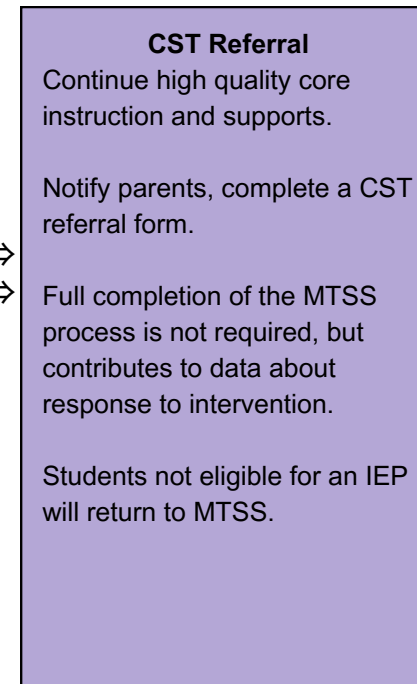 CST Referral
Continue high quality core
instruction and supports.
Notify parents, complete a CST
referral form.
Full completion of the MTSS
process is not required, but
contributes to data about
response to intervention.
Students not eligible for an IEP
will return to MTSS.